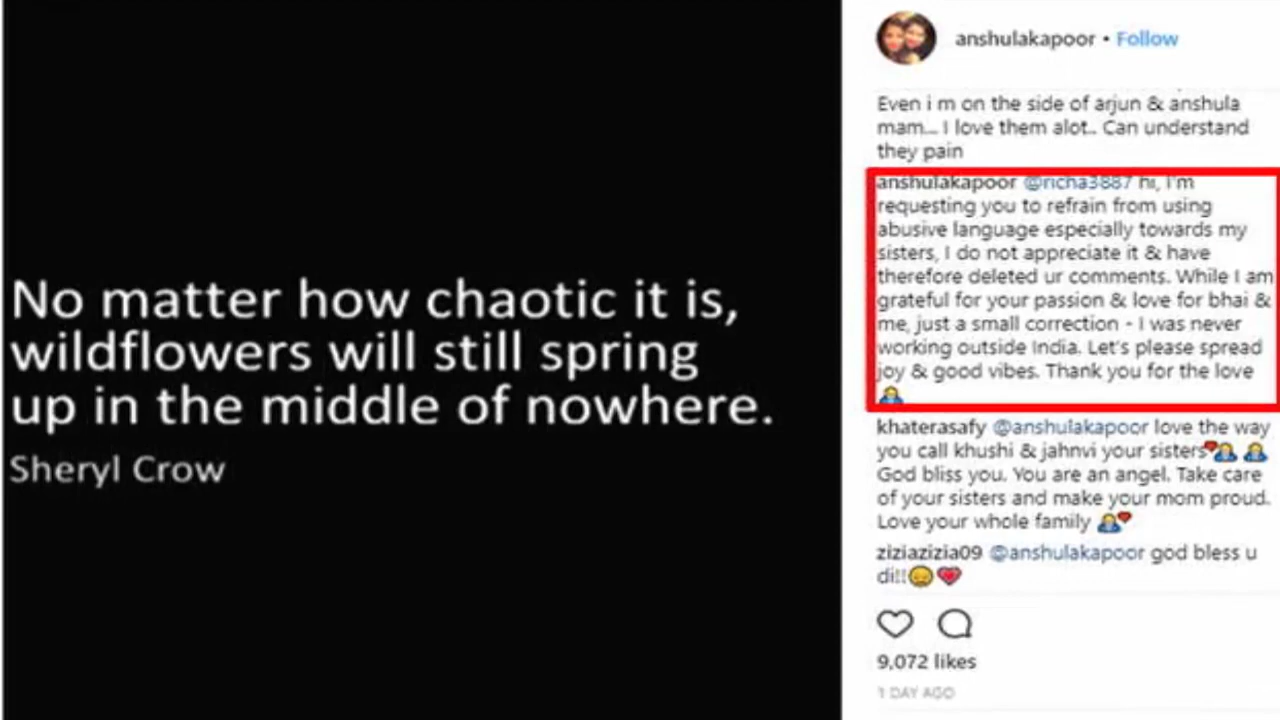 No matter how chaotic it is,
wildflowers will still spring
up in the middle of nowhere.
Sheryl Crow
anshulakapoor • Follow
Even i m on the side of arjun & anshula
mam... I love them alot.. Can understand
they pain
anshulakapoor @richa3887 hi, I'm
requesting you to refrain from using
abusive language especially towards my
sisters, I do not appreciate it & have
therefore deleted ur comments. While I am
grateful for your passion & love for bhai &
me, just a small correction - I was never
working outside India. Let's please spread
joy & good vibes. Thank you for the love
khaterasafy @anshulakapoor love the way
you call khushi & jahnvi your sisters
God bliss you. You are an angel. Take care
of your sisters and make your mom proud.
Love your whole family
ziziazizia09 @anshulakapoor god bless u
di!!
9,072 likes
1 DAY AGO